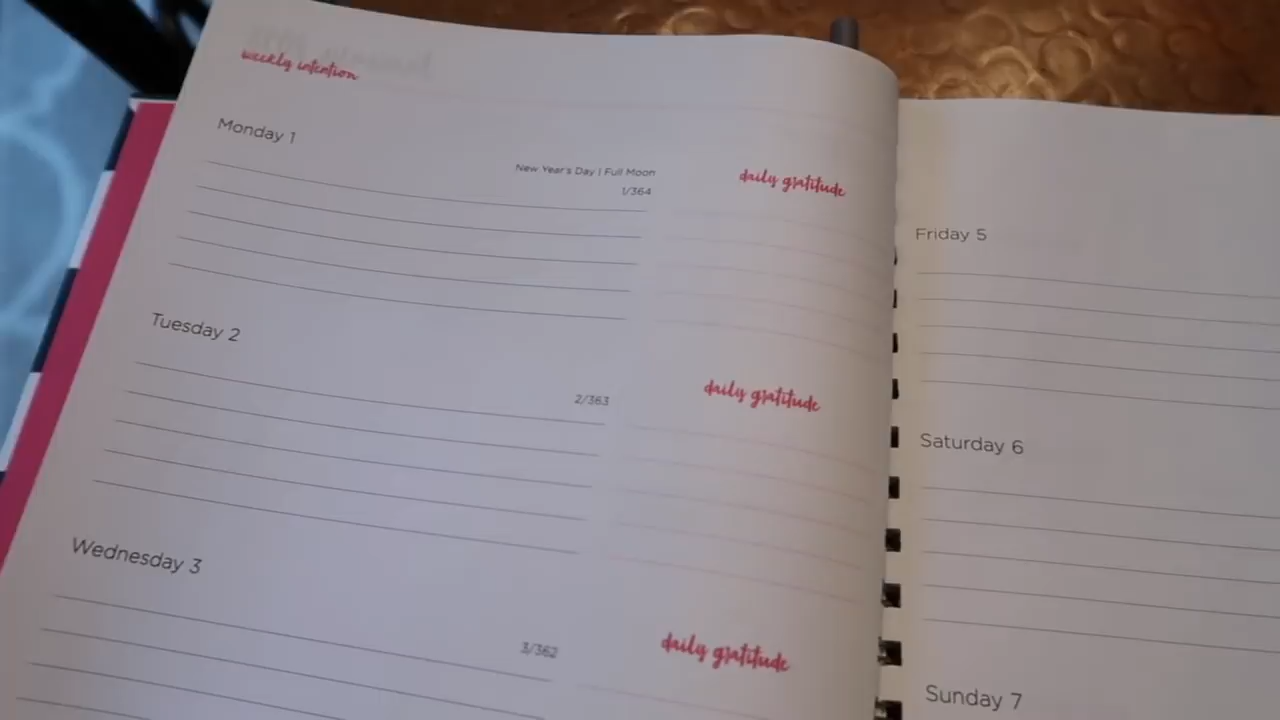 weekly intention
Monday 1
New Year's Day | Full Moon
1/364
daily gratitude
Tuesday 2
2/363
daily gratitude
Wednesday 3
3/362
daily gratitude
Friday 5
Saturday 6
Sunday 7